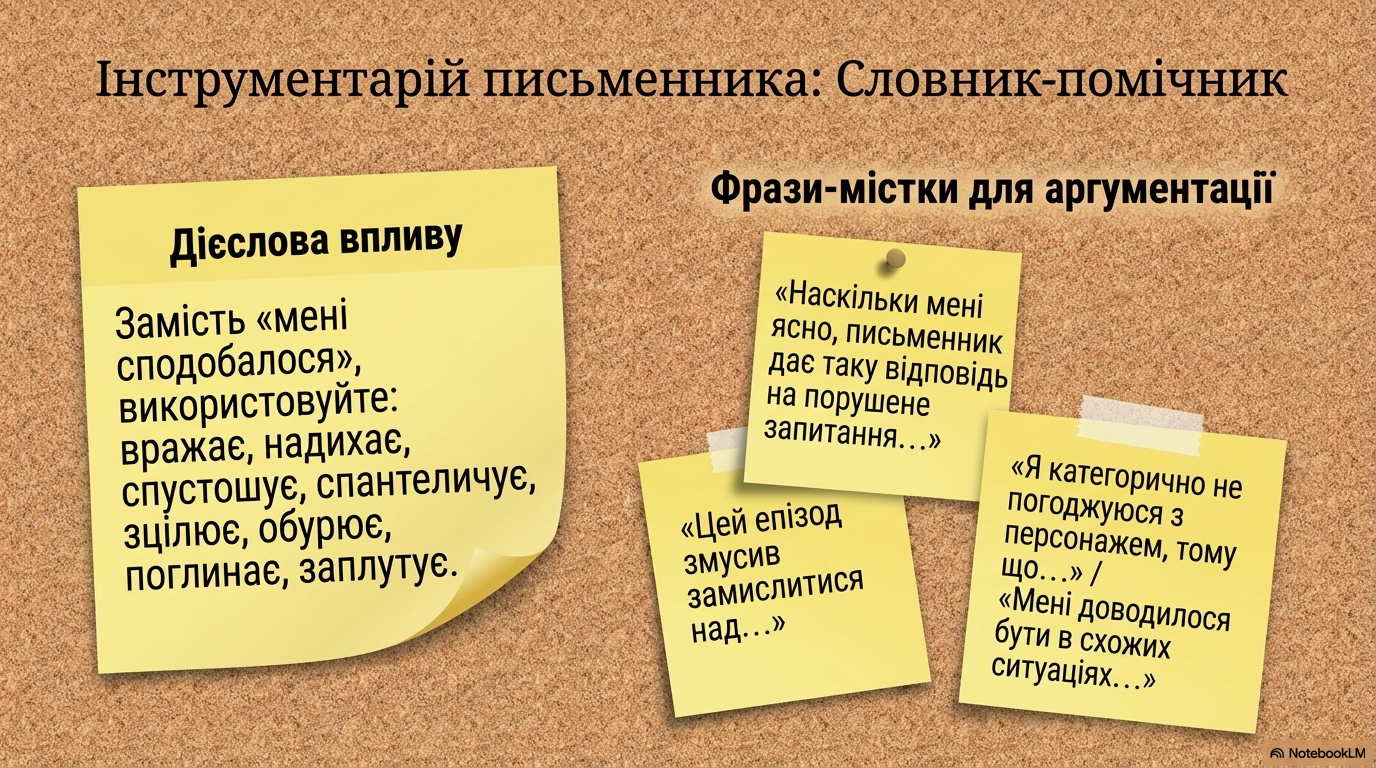 Інструментарій письменника: Словник-помічник
Дієслова впливу
Замість «мені
сподобалося»,
використовуйте:
вражає, надихає,
спустошує, спантеличує,
зцілює, обурює,
поглинає, заплутує.
Фрази-містки для аргументації
«Наскільки мені
ясно, письменник
дає таку відповідь
на порушене
запитання...»
«Цей епізод
змусив
замислитися
над...»
«Я категорично не
погоджуюся з
персонажем, тому
що...» /
«Мені доводилося
бути в схожих
ситуаціях...»
NotebookLM